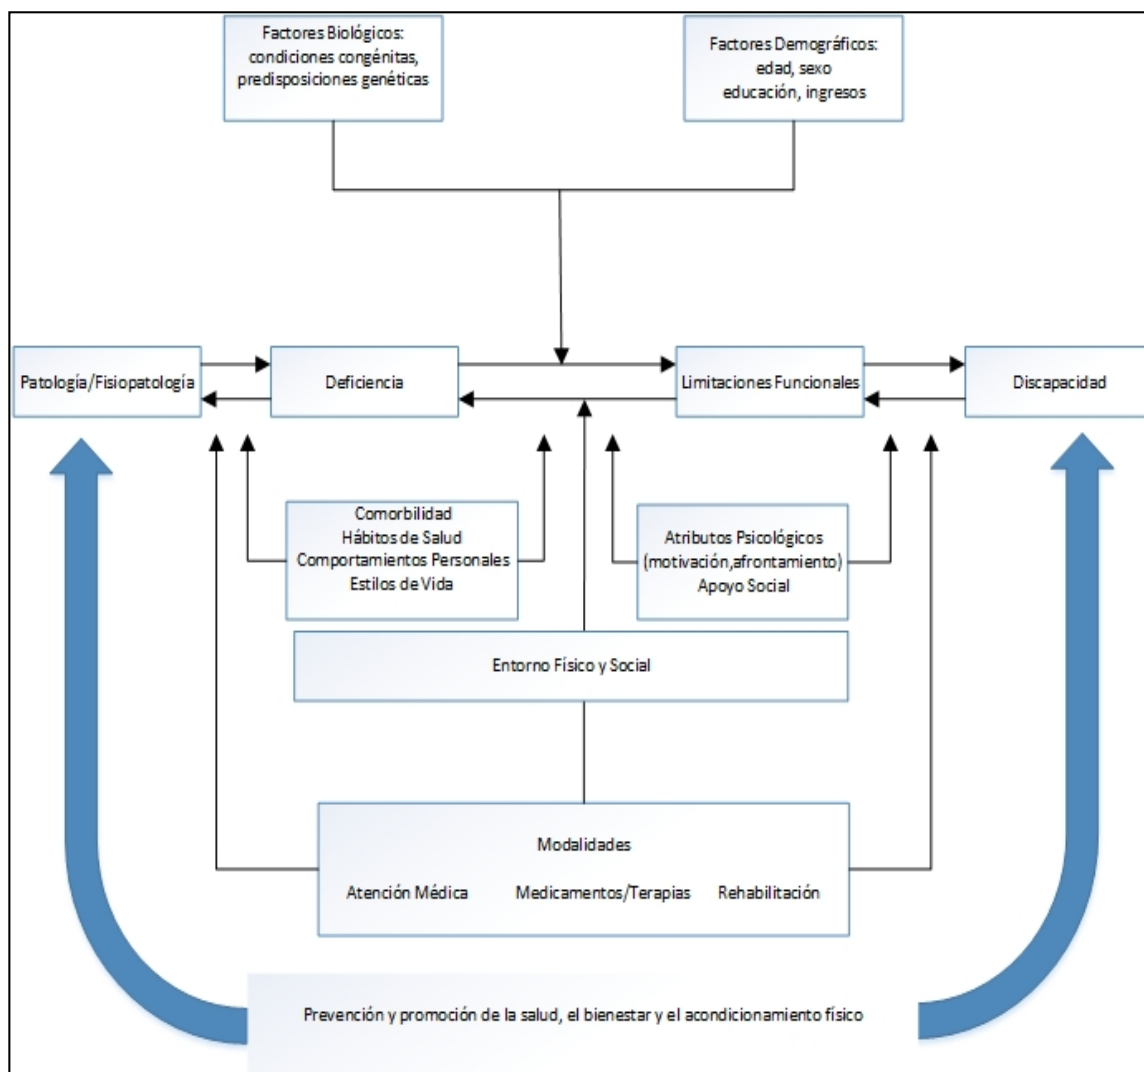 Factores Biológicos:
condiciones congénitas,
predisposiciones genéticas
Factores Demográficos:
edad, sexo
educación, ingresos
Patología/Fisiopatología
Deficiencia
Limitaciones Funcionales
Discapacidad
Comorbilidad
Hábitos de Salud
Comportamientos Personales
Estilos de Vida
Atributos Psicológicos
(motivación,afrontamiento)
Apoyo Social
Entorno Físico y Social
Modalidades
Atención Médica
Medicamentos/Terapias
Rehabilitación
Prevención y promoción de la salud, el bienestar y el acondicionamiento físico